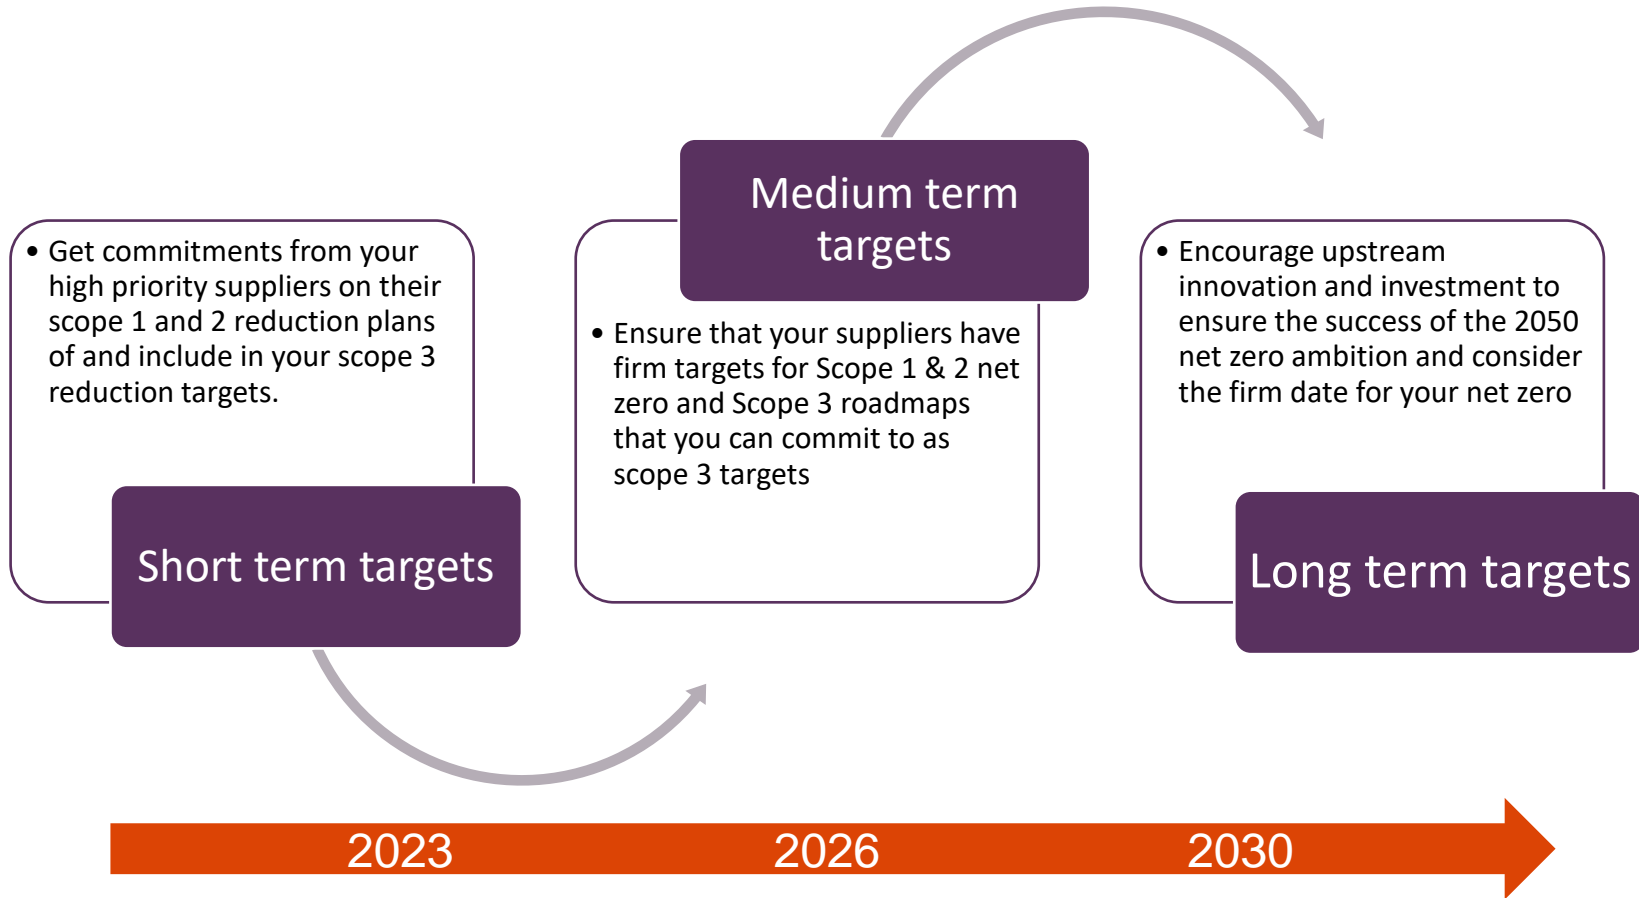 • Get commitments from your
high priority suppliers on their
scope 1 and 2 reduction plans
of and include in your scope 3
reduction targets.
Short term targets
Medium term
targets
• Ensure that your suppliers have
firm targets for Scope 1 & 2 net
zero and Scope 3 roadmaps
that you can commit to as
scope 3 targets
• Encourage upstream
innovation and investment to
ensure the success of the 2050
net zero ambition and consider
the firm date for your net zero
Long term targets
2023
2026
2030